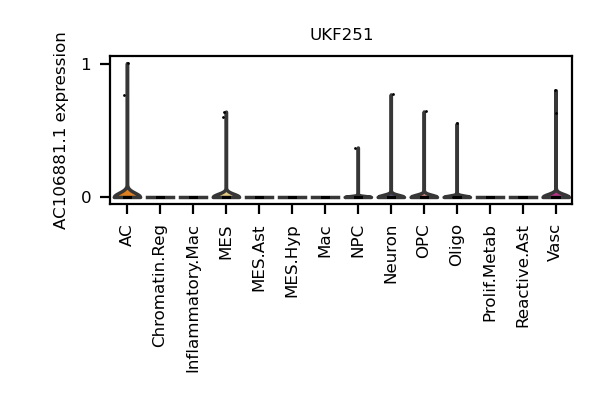 UKF251
AC106881.1 expression
1
0
AC
Chromatin.Reg
Inflammatory.Mac
MES
MES.Ast
MES.Hyp
Mac
NPC
Neuron
OPC
Oligo
Prolif.Metab
Reactive.Ast
Vasc